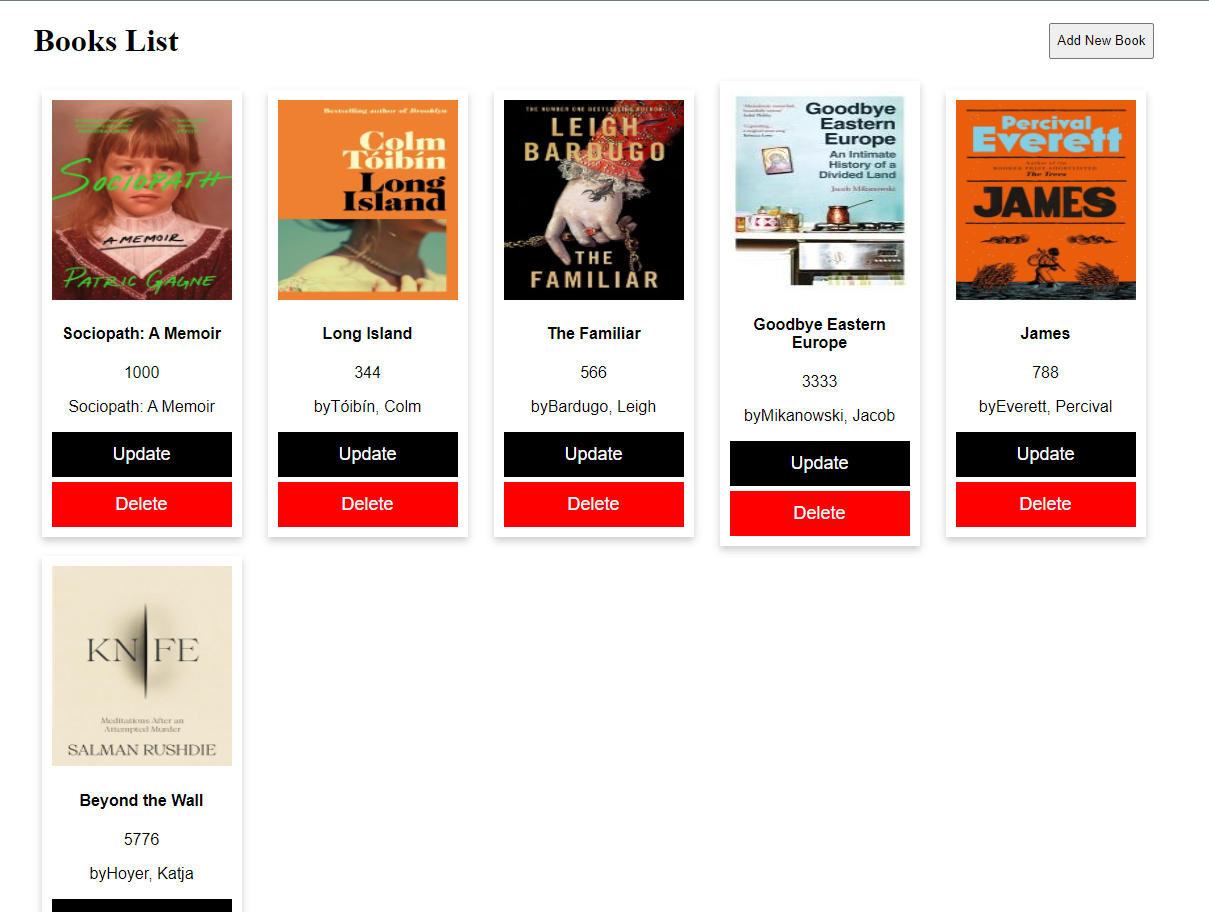 Books List
Add New Book
SOCIOPATH
A MEMOIR
PATRIC GAGNE
Sociopath: A Memoir
1000
Sociopath: A Memoir
Update
Delete
Bestselling author of Brooklyn
Colm
Tóibín
Long
Island
Long Island
344
byTóibín, Colm
Update
Delete
THE NUMBER ONE BESTSELLING AUTHOR
LEIGH
BARDUGO
THE
FAMILIAR
The Familiar
566
byBardugo, Leigh
Update
Delete
Goodbye
Eastern
Europe
An Intimate
History of a
Divided Land
Jacob Mikanowski
Goodbye Eastern
Europe
3333
byMikanowski, Jacob
Update
Delete
Percival
Everett
Author of the
BOOKER PRIZE-SHORTLISTED
The Trees
JAMES
James
788
byEverett, Percival
Update
Delete
KNIFE
Meditations After an
Attempted Murder
SALMAN RUSHDIE
Beyond the Wall
5776
byHoyer, Katja